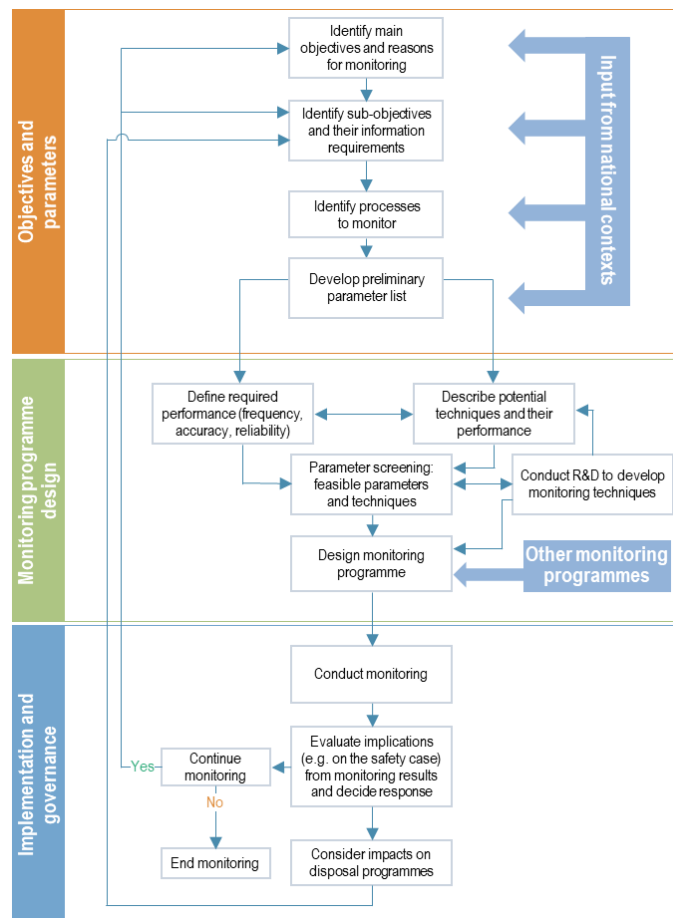 Objectives and
parameters
Identify main
objectives and reasons
for monitoring
Identify sub-objectives
and their information
requirements
Identify processes
to monitor
Develop preliminary
parameter list
Input from national
contexts
Monitoring programme
design
Define required
performance (frequency,
accuracy, reliability)
Describe potential
techniques and their
performance
Parameter screening:
feasible parameters
and techniques
Conduct R&D to develop
monitoring techniques
Design monitoring
programme
Other monitoring
programmes
Implementation and
governance
Conduct monitoring
Evaluate implications
(e.g. on the safety case)
from monitoring results
and decide response
Continue
monitoring
Yes
No
End monitoring
Consider impacts on
disposal programmes